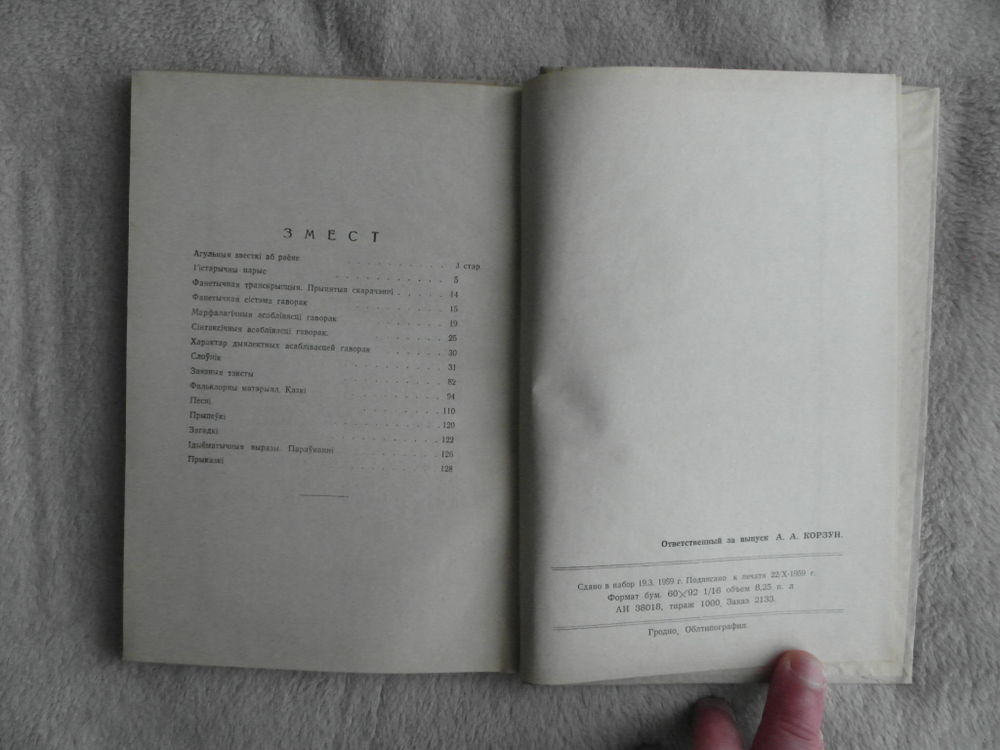 ЗМЕСТ
Агульныя звесткі аб раёне . . . . . . . . 3 стар.
Гістарычны нарыс . . . . . . . . . 5
Фанетычная транскрыпцыя. Прынятыя скарачэнні . . . . . 14
Фанетычная сістэма гаворак . . . . . . . 15
Марфалагічныя асаблівасці гаворак . . . . . . 19
Сінтаксічныя асаблівасці гаворак. . . . . . . 25
Характар дыялектных асаблівасцей гаворак . . . . . 30
Слоўнік . . . . . . . . 31
Звязныя тэксты . . . . . . . . 82
Фальклорны матэрыял. Казкі . . . . . . . 94
Песні . . . . . . . . 110
Прыпеўкі . . . . . . . . 120
Загадкі . . . . . . . . 122
Ідыёматычныя выразы. Параўнанні . . . . . . . 126
Прыказкі . . . . . . . . 128
Ответственный за выпуск А. А. КОРЗУН.
Сдано в набор 19.3. 1959 г. Подписано к печати 22/X-1959 г.
Формат бум. 60×92 1/16 объем 8,25 п. л
АИ 38018, тираж 1000, Заказ 2133.
Гродно, Облтипография.